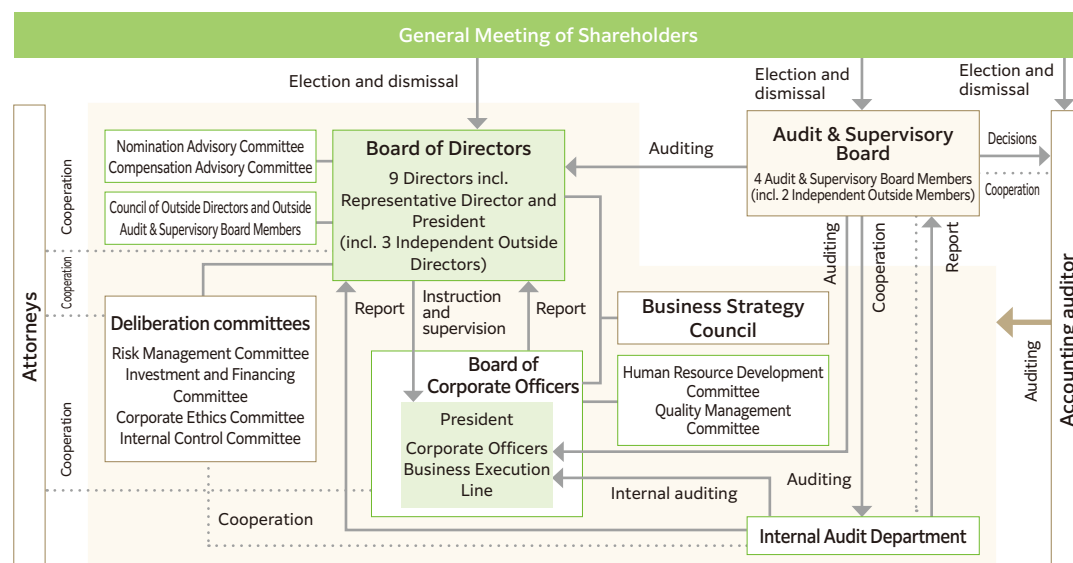 General Meeting of Shareholders
Election and dismissal
Election and
dismissal
Election and
dismissal
Attorneys
Cooperation
Cooperation
Cooperation
Nomination Advisory Committee
Compensation Advisory Committee
Council of Outside Directors and Outside
Audit & Supervisory Board Members
Board of Directors
9 Directors incl.
Representative Director and
President
(incl. 3 Independent Outside
Directors)
Auditing
Audit & Supervisory
Board
4 Audit & Supervisory Board Members
(incl. 2 Independent Outside Members)
Decisions
Cooperation
Accounting auditor
Auditing
Auditing
Cooperation
Report
Deliberation committees
Risk Management Committee
Investment and Financing
Committee
Corporate Ethics Committee
Internal Control Committee
Report
Instruction
and
supervision
Report
Business Strategy
Council
Board of
Corporate Officers
President
Corporate Officers
Business Execution
Line
Human Resource Development
Committee
Quality Management
Committee
Auditing
Internal auditing
Cooperation
Internal Audit Department